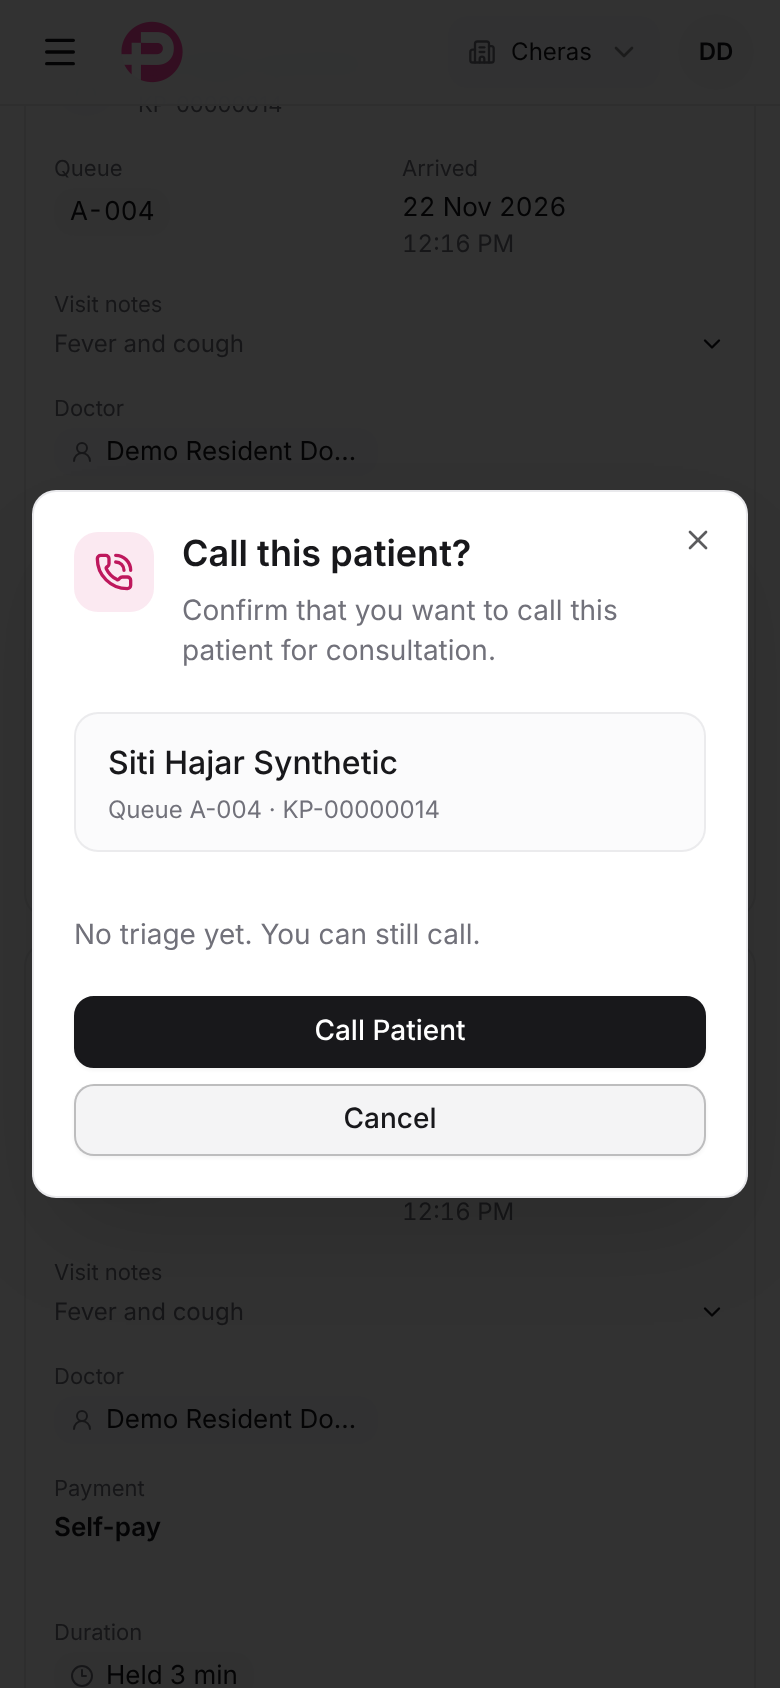 Cheras
DD
KP-00000014
Queue
Arrived
A-004
22 Nov 2026
12:16 PM
Visit notes
Fever and cough
Doctor
Demo Resident Do...
Call this patient?
Confirm that you want to call this
patient for consultation.
Siti Hajar Synthetic
Queue A-004 · KP-00000014
No triage yet. You can still call.
Call Patient
Cancel
12:16 PM
Visit notes
Fever and cough
Doctor
Demo Resident Do...
Payment
Self-pay
Duration
Held 3 min